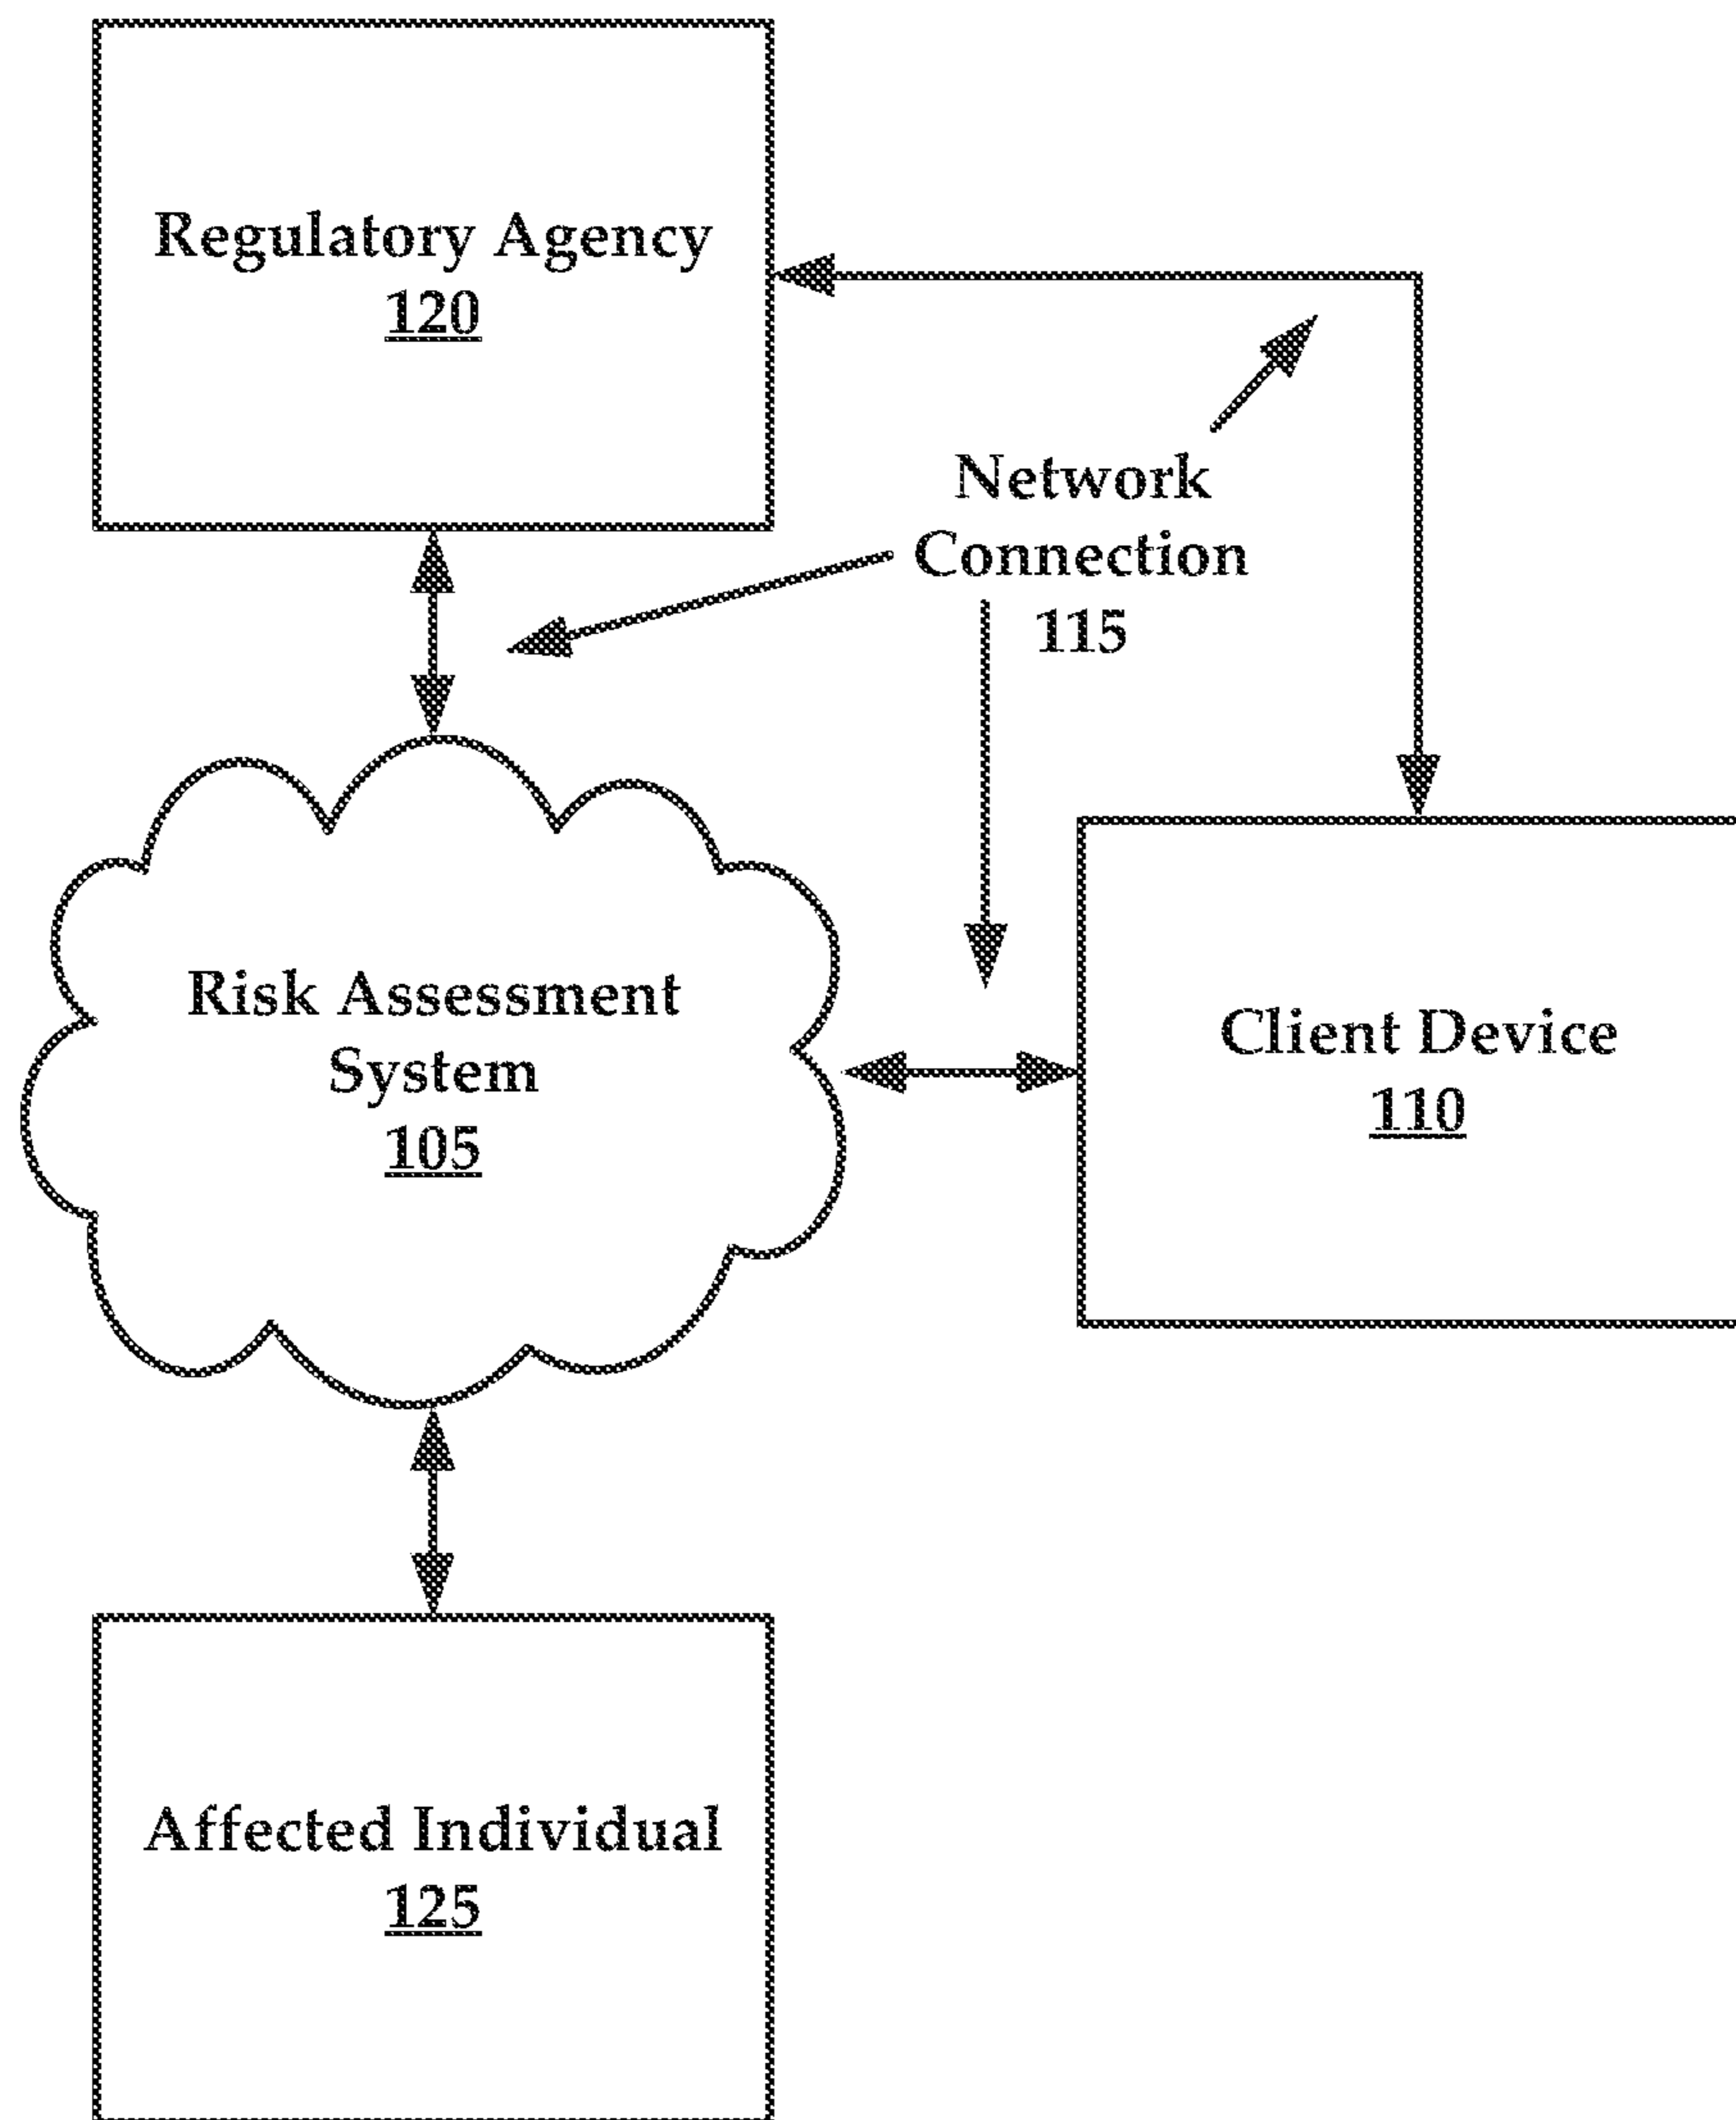 Regulatory Agency
120
Network
Connection
115
Risk Assessment
System
105
Client Device
110
Affected Individual
125